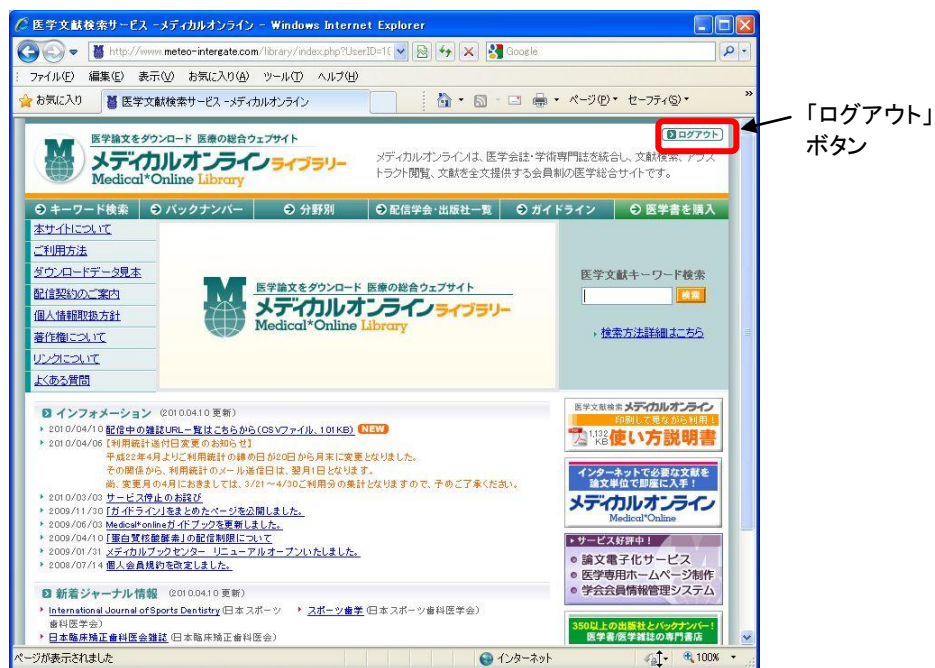 医学文献検索サービス -メディカルオンライン - Windows Internet Explorer
http://www.meteo-intergate.com/library/index.php?UserID=1
Google
ファイル(F) 編集(E) 表示(V) お気に入り(A) ツール(T) ヘルプ(H)
お気に入り 医学文献検索サービス -メディカルオンライン ページ(P) セーフティ(S) »
「ログアウト」
ボタン
ログアウト
医学論文をダウンロード 医療の総合ウェブサイト
メディカルオンラインライブラリー
Medical*Online Library
メディカルオンラインは、医学会誌・学術専門誌を統合し、文献検索、アブス
トラクト閲覧、文献を全文提供する会員制の医学総合サイトです。
キーワード検索 バックナンバー 分野別 配信学会・出版社一覧 ガイドライン 医学書を購入
本サイトについて
ご利用方法
ダウンロードデータ見本
配信契約のご案内
個人情報取扱方針
著作権について
リンクについて
よくある質問
医学論文をダウンロード 医療の総合ウェブサイト
メディカルオンラインライブラリー
Medical*Online Library
医学文献キーワード検索
検索
検索方法詳細はこちら
インフォメーション (2010.04.10 更新)
2010/04/10 配信中の雑誌URL一覧はこちらから(CSVファイル、101KB) NEW
2010/04/06 【利用統計送付日変更のお知らせ】
平成22年4月よりご利用統計の締め日が20日から月末に変更となりました。
その関係から、利用統計のメール送信日は、翌月1日となります。
尚、変更月の4月におきましては、3/21~4/30ご利用分の集計となりますので、予めご了承ください。
2010/03/03 サービス停止のお詫び
2009/11/30 「ガイドライン」をまとめたページを公開しました。
2009/06/03 Medical*onlineガイドブックを更新しました。
2009/04/10 「蛋白質核酸酵素」の配信制限について
2009/01/31 メディカルブックセンター リニューアルオープンいたしました。
2008/07/14 個人会員規約を改定しました。
新着ジャーナル情報 (2010.04.10 更新)
International Journal of Sports Dentistry (日本スポーツ
歯科医学会)
スポーツ歯学 (日本スポーツ歯科医学会)
日本臨床矯正歯科医会雑誌 (日本臨床矯正歯科医会)
医学文献検索 メディカルオンライン
印刷して見ながら利用!
1,132 KB 使い方説明書
インターネットで必要な文献を
論文単位で即座に入手!
メディカルオンライン
Medical*Online
サービス好評中!
論文電子化サービス
医学専用ホームページ制作
学会会員情報管理システム
350以上の出版社とバックナンバー!
医学書/医学雑誌の専門書店
ページが表示されました インターネット 100%